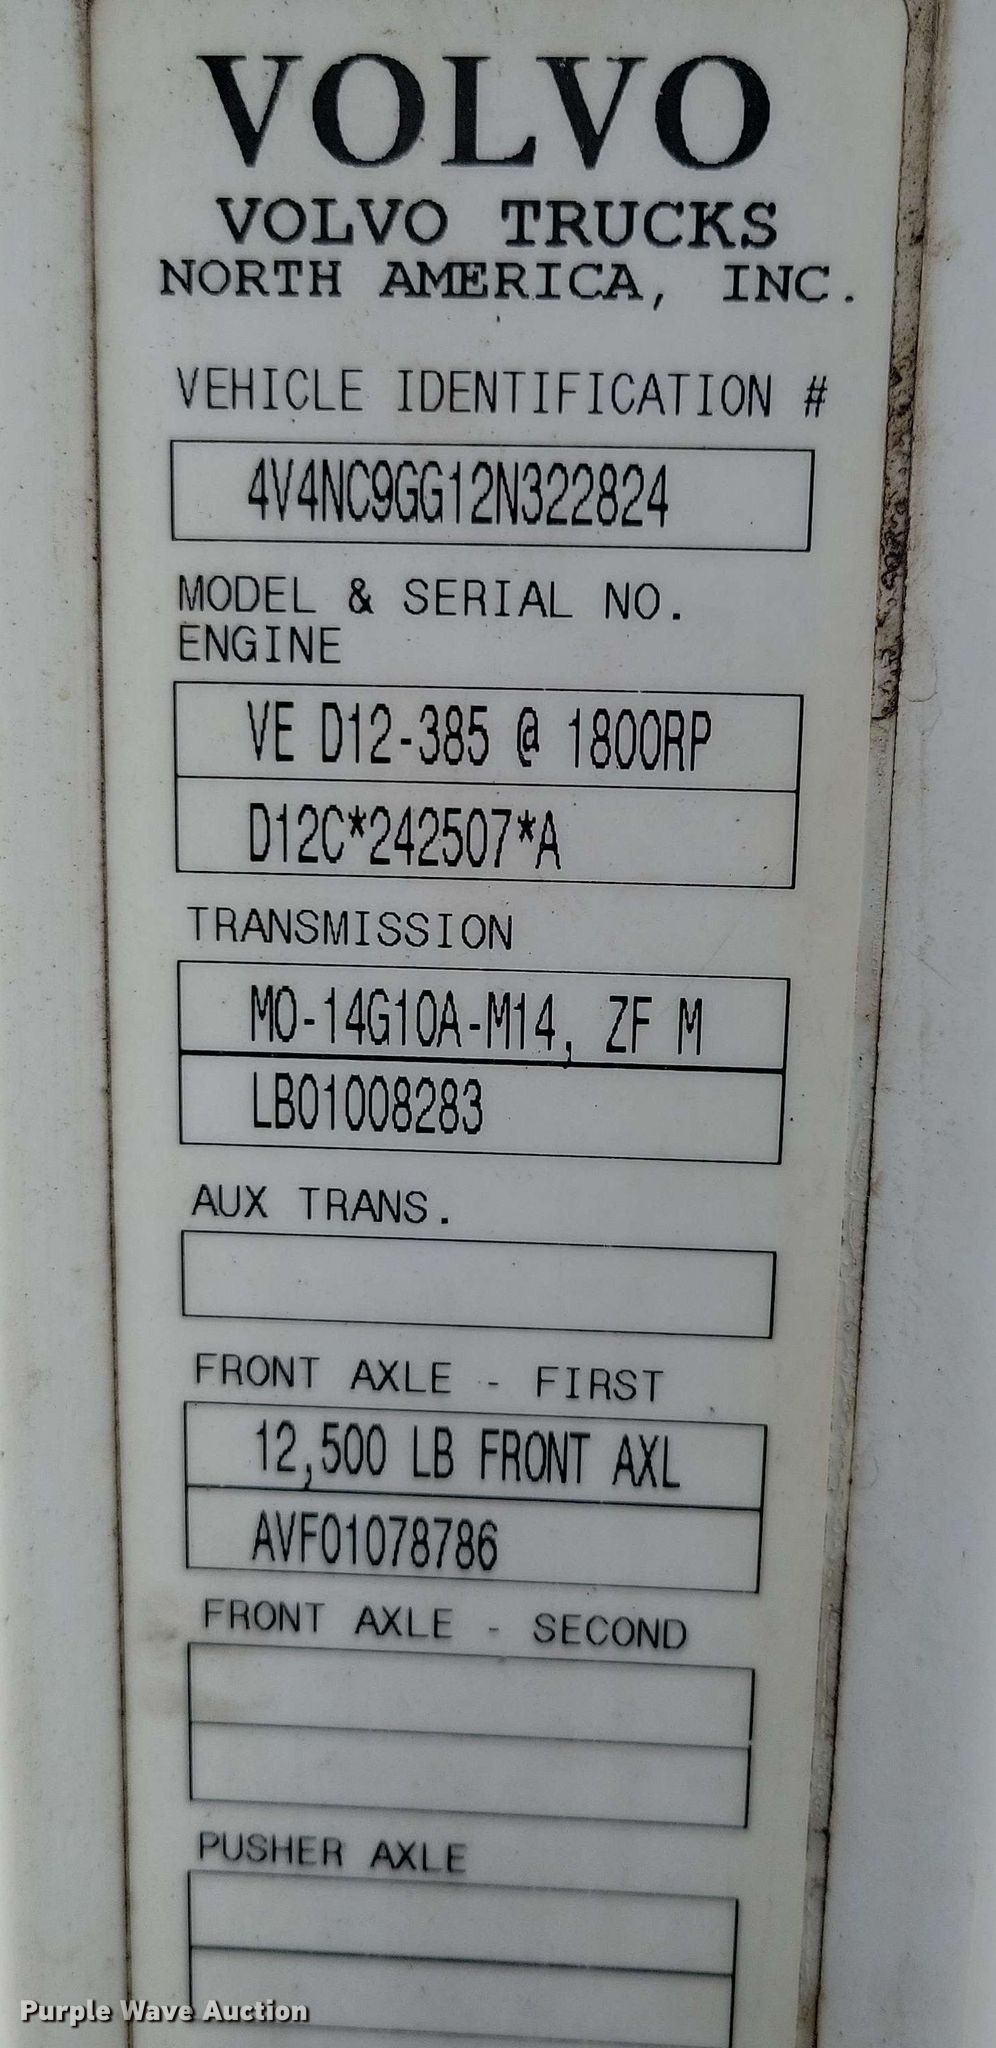 VOLVO
VOLVO TRUCKS
NORTH AMERICA, INC.
VEHICLE IDENTIFICATION #
4V4NC9GG12N322824
MODEL & SERIAL NO.
ENGINE
VE D12-385 @ 1800RP
D12C*242507*A
TRANSMISSION
MO-14G10A-M14, ZF M
LB01008283
AUX TRANS.
FRONT AXLE - FIRST
12,500 LB FRONT AXL
AVF01078786
FRONT AXLE - SECOND
PUSHER AXLE
Purple Wave Auction